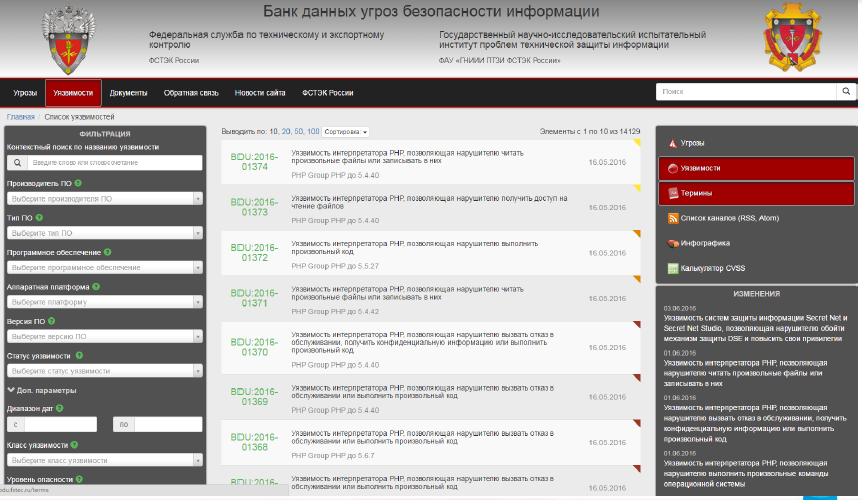 Банк данных угроз безопасности информации
Федеральная служба по техническому и экспортному
контролю
ФСТЭК России
Государственный научно-исследовательский испытательный
институт проблем технической защиты информации
ФАУ «ГНИИИ ПТЗИ ФСТЭК России»
Угрозы Уязвимости Документы Обратная связь Новости сайта ФСТЭК России Поиск
Главная / Список уязвимостей
ФИЛЬТРАЦИЯ
Контекстный поиск по названию уязвимости
Введите слово или словосочетание
Производитель ПО
Выберите производителя ПО
Тип ПО
Выберите тип ПО
Программное обеспечение
Выберите программное обеспечение
Аппаратная платформа
Выберите платформу
Версия ПО
Выберите версию ПО
Статус уязвимости
Выберите статус уязвимости
Доп. параметры
Диапазон дат
с по
Класс уязвимости
Выберите класс уязвимости
Уровень опасности
bdu.fstec.ru/terms
Выводить по: 10, 20, 50, 100 Сортировка: Элементы с 1 по 10 из 14129
BDU:2016-
01374
Уязвимость интерпретатора PHP, позволяющая нарушителю читать
произвольные файлы или записывать в них
PHP Group PHP до 5.4.40
16.05.2016
BDU:2016-
01373
Уязвимость интерпретатора PHP, позволяющая нарушителю получить доступ на
чтение файлов
PHP Group PHP до 5.4.40
16.05.2016
BDU:2016-
01372
Уязвимость интерпретатора PHP, позволяющая нарушителю выполнить
произвольный код
PHP Group PHP до 5.5.27
16.05.2016
BDU:2016-
01371
Уязвимость интерпретатора PHP, позволяющая нарушителю читать
произвольные файлы или записывать в них
PHP Group PHP до 5.4.42
16.05.2016
BDU:2016-
01370
Уязвимость интерпретатора PHP, позволяющая нарушителю вызвать отказ в
обслуживании, получить конфиденциальную информацию или выполнить
произвольный код
PHP Group PHP до 5.4.40
16.05.2016
BDU:2016-
01369
Уязвимость интерпретатора PHP, позволяющая нарушителю вызвать отказ в
обслуживании или выполнить произвольный код
PHP Group PHP до 5.4.40
16.05.2016
BDU:2016-
01368
Уязвимость интерпретатора PHP, позволяющая нарушителю вызвать отказ в
обслуживании или выполнить произвольный код
PHP Group PHP до 5.6.7
16.05.2016
BDU:2016-
Уязвимость интерпретатора PHP, позволяющая нарушителю вызвать отказ в
обслуживании или выполнить произвольный код
16.05.2016
Угрозы
Уязвимости
Термины
Список каналов (RSS, Atom)
Инфографика
Калькулятор CVSS
ИЗМЕНЕНИЯ
03.06.2016
Уязвимость систем защиты информации Secret Net и
Secret Net Studio, позволяющая нарушителю обойти
механизм защиты DSE и повысить свои привилегии
01.06.2016
Уязвимость интерпретатора PHP, позволяющая
нарушителю читать произвольные файлы или
записывать в них
01.06.2016
Уязвимость интерпретатора PHP, позволяющая
нарушителю вызвать отказ в обслуживании, получить
конфиденциальную информацию или выполнить
произвольный код
01.06.2016
Уязвимость интерпретатора PHP, позволяющая
нарушителю выполнить произвольные команды
операционной системы